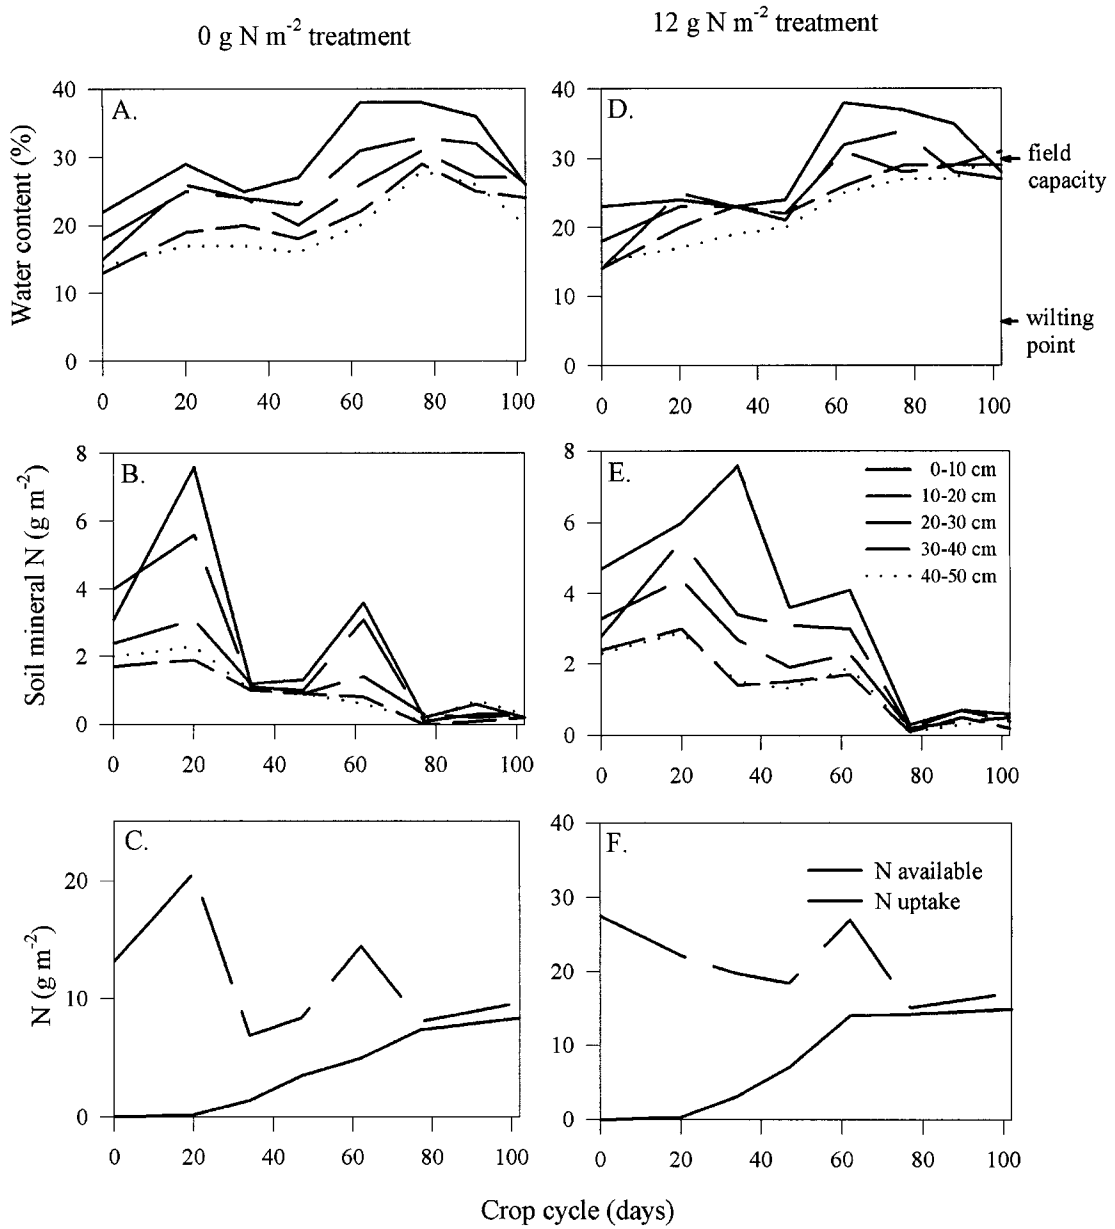 0 g N m-2 treatment
12 g N m-2 treatment
A.
D.
Water content (%)
40
30
20
10
0
0 20 40 60 80 100
40
30
20
10
0
0 20 40 60 80 100
field
capacity
wilting
point
B.
E.
Soil mineral N (g m-2)
8
6
4
2
0
0 20 40 60 80 100
8
6
4
2
0
0 20 40 60 80 100
0-10 cm
10-20 cm
20-30 cm
30-40 cm
40-50 cm
C.
F.
N (g m-2)
20
10
0
0 20 40 60 80 100
40
30
20
10
0
0 20 40 60 80 100
N available
N uptake
Crop cycle (days)